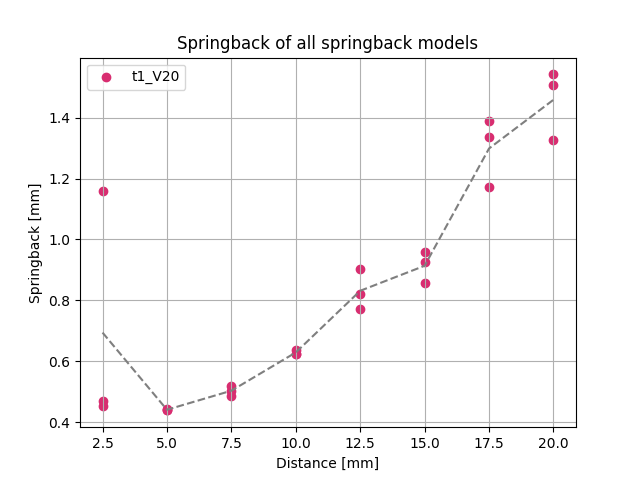 Springback of all springback models
t1_V20
1.4
1.2
1.0
0.8
0.6
0.4
Springback [mm]
2.5 5.0 7.5 10.0 12.5 15.0 17.5 20.0
Distance [mm]